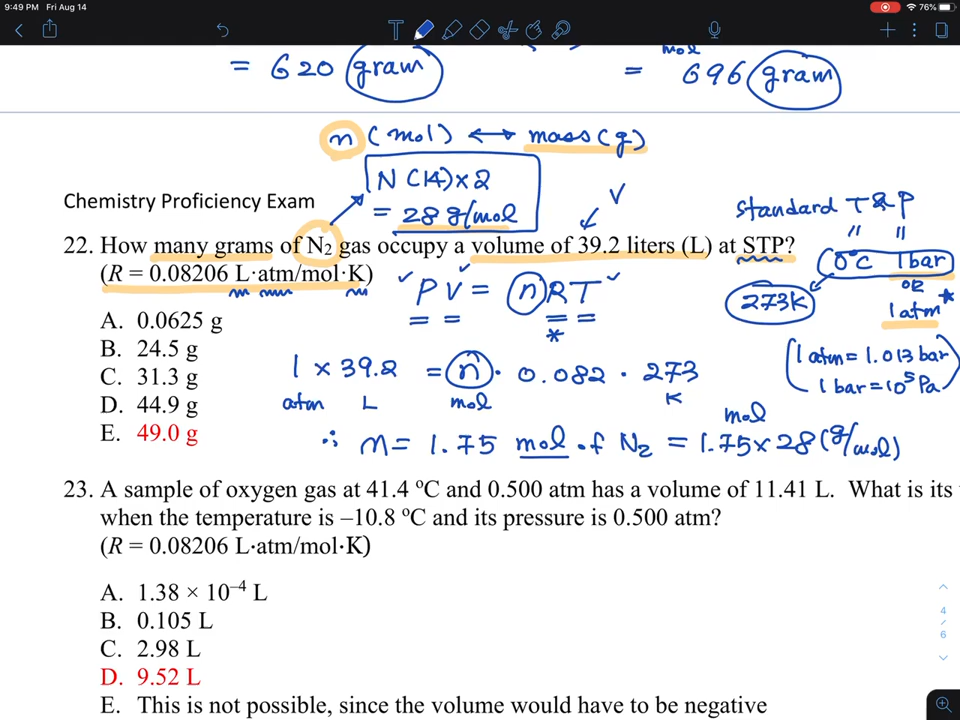 9:49 PM Fri Aug 14
76%
= 620 gram
mol
= 696 gram
n (mol) ↔ mass (g)
N (14) × 2
= 28 g/mol
V
Standard T & P
" "
0°C 1 bar
or
273K
1 atm *
(1 atm = 1.013 bar
1 bar = 10⁵ Pa)
Chemistry Proficiency Exam
22. How many grams of N₂ gas occupy a volume of 39.2 liters (L) at STP?
(R = 0.08206 L·atm/mol·K)
✓PV✓ = nRT✓
*
A. 0.0625 g
B. 24.5 g
C. 31.3 g
D. 44.9 g
E. 49.0 g
1 × 39.2 = n · 0.082 · 273
atm L mol K
mol
∴ n = 1.75 mol of N₂ = 1.75 × 28 (g/mol)
23. A sample of oxygen gas at 41.4 ºC and 0.500 atm has a volume of 11.41 L. What is its
when the temperature is –10.8 ºC and its pressure is 0.500 atm?
(R = 0.08206 L·atm/mol·K)
A. 1.38 × 10⁻⁴ L
B. 0.105 L
C. 2.98 L
D. 9.52 L
E. This is not possible, since the volume would have to be negative
4
/
6